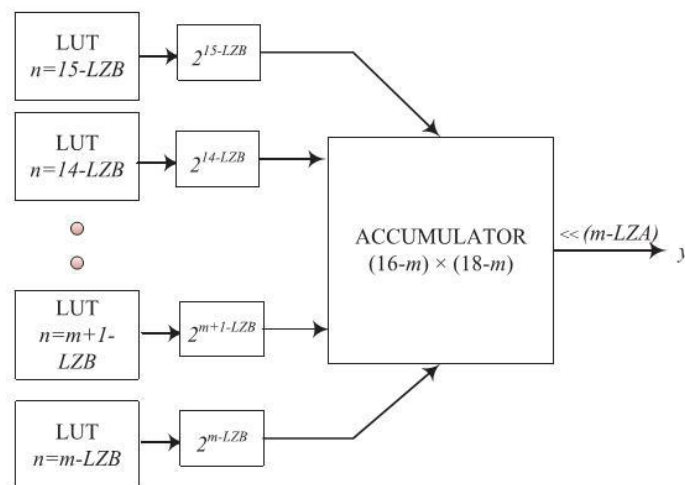 LUT
n=15-LZB
2^{15-LZB}
LUT
n=14-LZB
2^{14-LZB}
ACCUMULATOR
(16-m) × (18-m)
<< (m-LZA)
y
LUT
n=m+1-
LZB
2^{m+1-LZB}
LUT
n=m-LZB
2^{m-LZB}